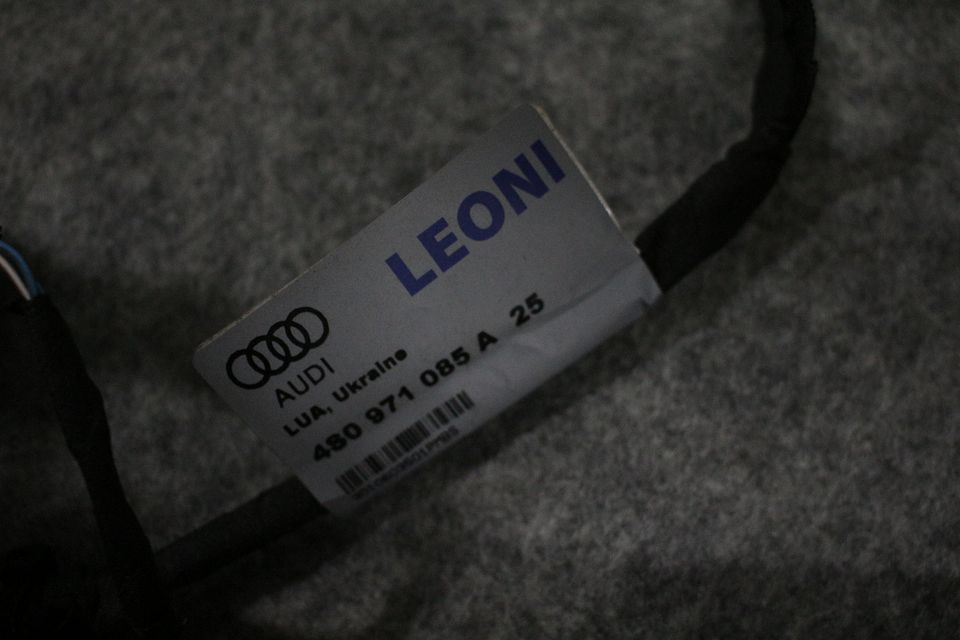 LEONI
AUDI
LUA, Ukraine
4S0 971 085 A 25